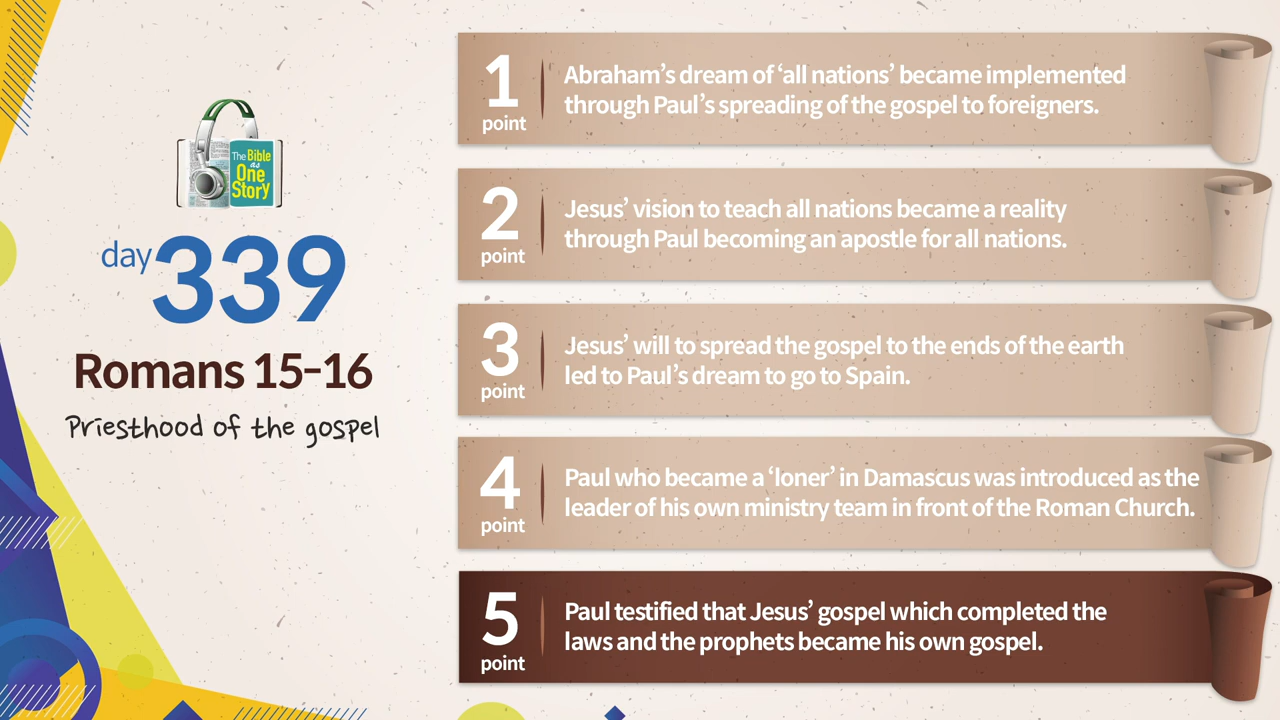 The Bible
as
One
Story
day 339
Romans 15-16
Priesthood of the gospel
1
point
Abraham's dream of 'all nations' became implemented
through Paul's spreading of the gospel to foreigners.
2
point
Jesus' vision to teach all nations became a reality
through Paul becoming an apostle for all nations.
3
point
Jesus' will to spread the gospel to the ends of the earth
led to Paul's dream to go to Spain.
4
point
Paul who became a 'loner' in Damascus was introduced as the
leader of his own ministry team in front of the Roman Church.
5
point
Paul testified that Jesus' gospel which completed the
laws and the prophets became his own gospel.